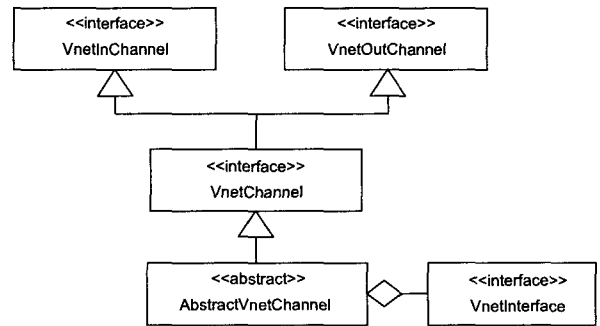 <<interface>>
VnetInChannel
<<interface>>
VnetOutChannel
<<interface>>
VnetChannel
<<abstract>>
AbstractVnetChannel
<<interface>>
VnetInterface